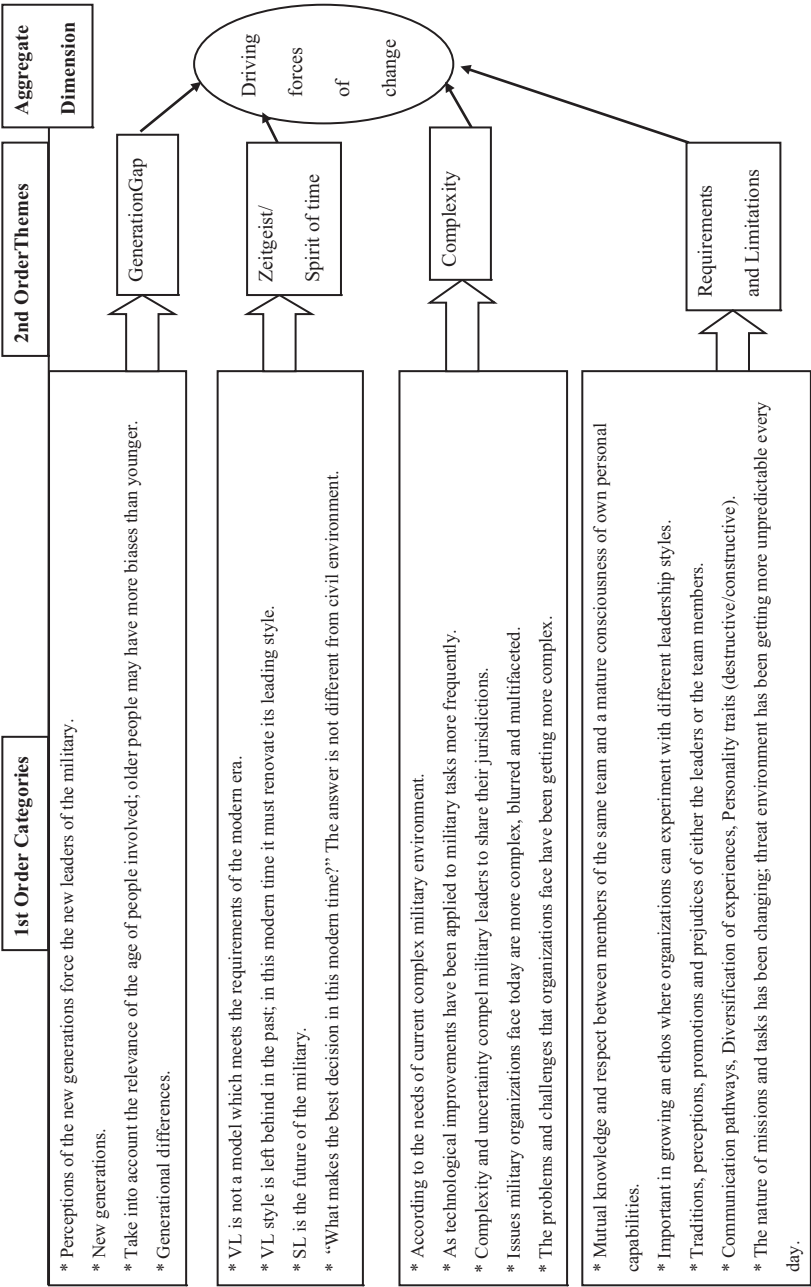 1st Order Categories
2nd OrderThemes
Aggregate
Dimension
* Perceptions of the new generations force the new leaders of the military.
* New generations.
* Take into account the relevance of the age of people involved; older people may have more biases than younger.
* Generational differences.
GenerationGap
* VL is not a model which meets the requirements of the modern era.
* VL style is left behind in the past; in this modern time it must renovate its leading style.
* SL is the future of the military.
* “What makes the best decision in this modern time?” The answer is not different from civil environment.
Zeitgeist/
Spirit of time
* According to the needs of current complex military environment.
* As technological improvements have been applied to military tasks more frequently.
* Complexity and uncertainty compel military leaders to share their jurisdictions.
* Issues military organizations face today are more complex, blurred and multifaceted.
* The problems and challenges that organizations face have been getting more complex.
Complexity
* Mutual knowledge and respect between members of the same team and a mature consciousness of own personal
capabilities.
* Important in growing an ethos where organizations can experiment with different leadership styles.
* Traditions, perceptions, promotions and prejudices of either the leaders or the team members.
* Communication pathways, Diversification of experiences, Personality traits (destructive/constructive).
* The nature of missions and tasks has been changing; threat environment has been getting more unpredictable every
day.
Requirements
and Limitations
Driving
forces
of
change